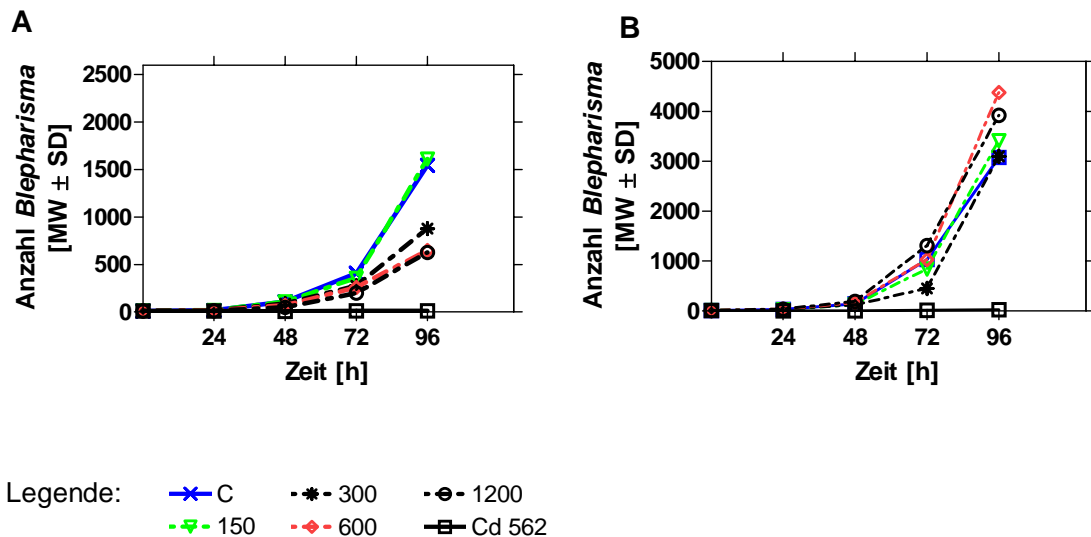 A
Anzahl Blepharisma
[MW ± SD]
2500
2000
1500
1000
500
0
24 48 72 96
Zeit [h]
B
Anzahl Blepharisma
[MW ± SD]
5000
4000
3000
2000
1000
0
24 48 72 96
Zeit [h]
Legende:
C 300 1200
150 600 Cd 562